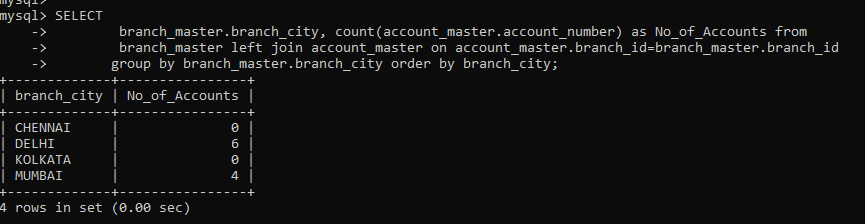 mysql>
mysql> SELECT
    ->         branch_master.branch_city, count(account_master.account_number) as No_of_Accounts from
    ->         branch_master left join account_master on account_master.branch_id=branch_master.branch_id
    ->        group by branch_master.branch_city order by branch_city;
+-------------+----------------+
| branch_city | No_of_Accounts |
+-------------+----------------+
| CHENNAI     |              0 |
| DELHI       |              6 |
| KOLKATA     |              0 |
| MUMBAI      |              4 |
+-------------+----------------+
4 rows in set (0.00 sec)